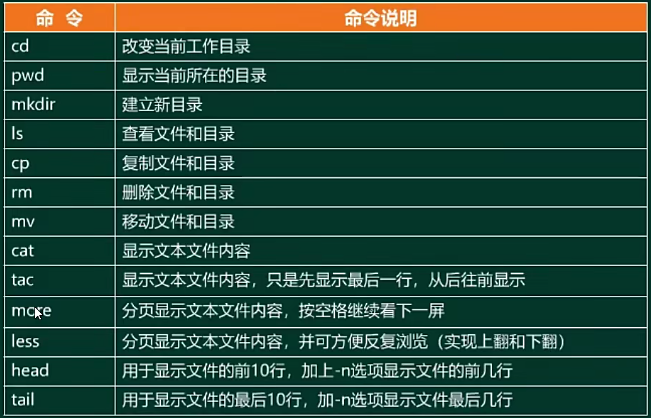 命 令 命令说明
cd 改变当前工作目录
pwd 显示当前所在的目录
mkdir 建立新目录
ls 查看文件和目录
cp 复制文件和目录
rm 删除文件和目录
mv 移动文件和目录
cat 显示文本文件内容
tac 显示文本文件内容，只是先显示最后一行，从后往前显示
more 分页显示文本文件内容，按空格继续看下一屏
less 分页显示文本文件内容，并可方便反复浏览（实现上翻和下翻）
head 用于显示文件的前10行，加上-n选项显示文件的前几行
tail 用于显示文件的最后10行，加-n选项显示文件最后几行